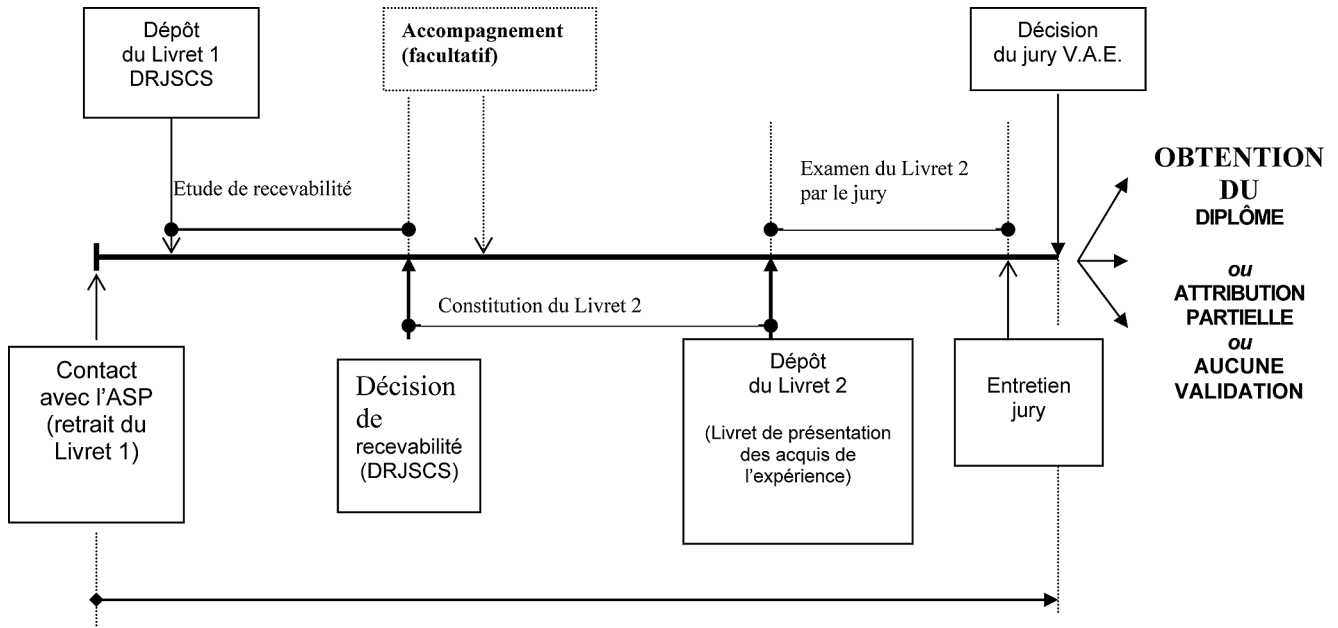 Dépôt
du Livret 1
DRJSCS
Accompagnement
(facultatif)
Décision
du jury V.A.E.
Etude de recevabilité
Examen du Livret 2
par le jury
OBTENTION
DU
DIPLÔME
ou
ATTRIBUTION
PARTIELLE
ou
AUCUNE
VALIDATION
Constitution du Livret 2
Contact
avec l’ASP
(retrait du
Livret 1)
Décision
de
recevabilité
(DRJSCS)
Dépôt
du Livret 2
(Livret de présentation
des acquis de
l’expérience)
Entretien
jury